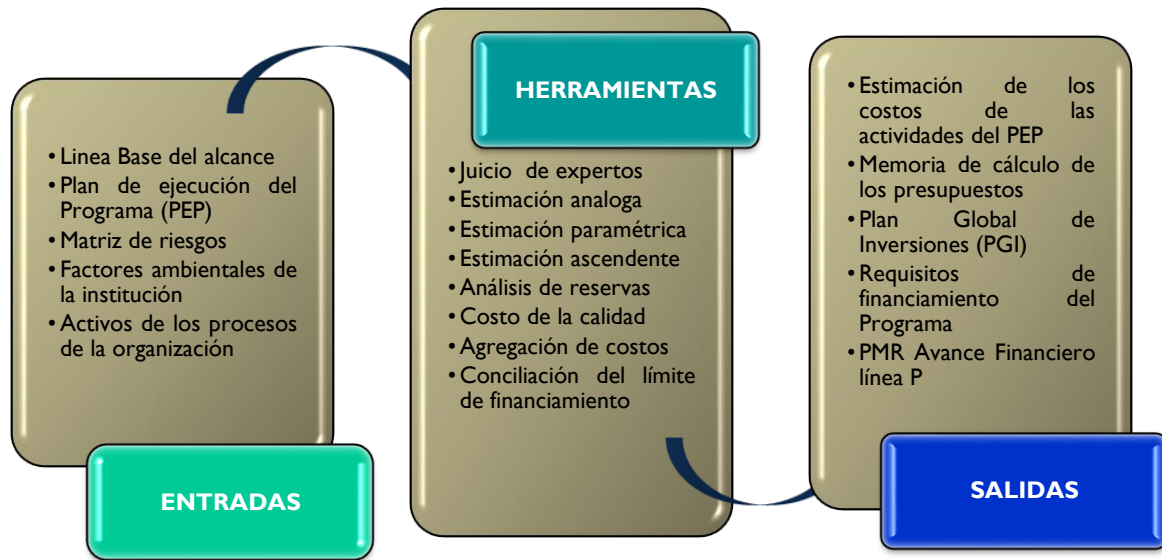 • Linea Base del alcance
• Plan de ejecución del
Programa (PEP)
• Matriz de riesgos
• Factores ambientales de
la institución
• Activos de los procesos
de la organización
ENTRADAS
HERRAMIENTAS
• Juicio de expertos
• Estimación analoga
• Estimación paramétrica
• Estimación ascendente
• Análisis de reservas
• Costo de la calidad
• Agregación de costos
• Conciliación del límite
de financiamiento
• Estimación de los
costos de las
actividades del PEP
• Memoria de cálculo de
los presupuestos
• Plan Global de
Inversiones (PGI)
• Requisitos de
financiamiento del
Programa
• PMR Avance Financiero
línea P
SALIDAS